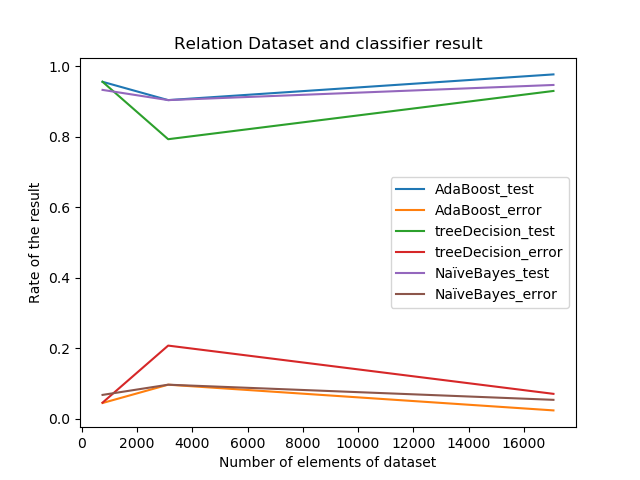 Relation Dataset and classifier result
Rate of the result
1.0
0.8
0.6
0.4
0.2
0.0
AdaBoost_test
AdaBoost_error
treeDecision_test
treeDecision_error
NaïveBayes_test
NaïveBayes_error
0 2000 4000 6000 8000 10000 12000 14000 16000
Number of elements of dataset